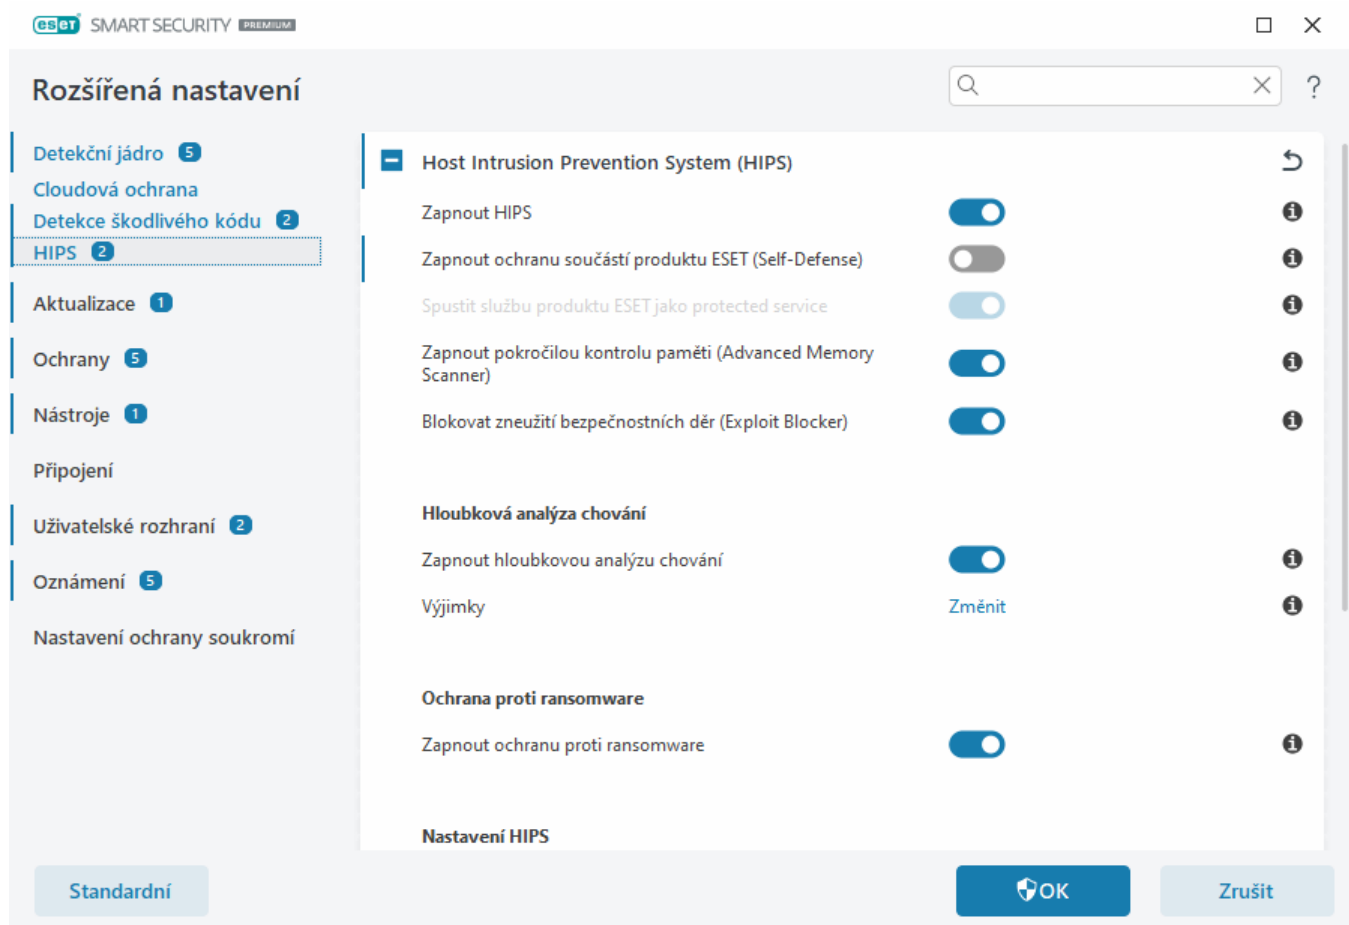 eset SMART SECURITY PREMIUM
Rozšířená nastavení
?
Detekční jádro 5
Cloudová ochrana
Detekce škodlivého kódu 2
HIPS 2
Aktualizace 1
Ochrany 5
Nástroje 1
Připojení
Uživatelské rozhraní 2
Oznámení 5
Nastavení ochrany soukromí
Host Intrusion Prevention System (HIPS)
Zapnout HIPS
Zapnout ochranu součástí produktu ESET (Self-Defense)
Spustit službu produktu ESET jako protected service
Zapnout pokročilou kontrolu paměti (Advanced Memory
Scanner)
Blokovat zneužití bezpečnostních děr (Exploit Blocker)
Hloubková analýza chování
Zapnout hloubkovou analýzu chování
Výjimky Změnit
Ochrana proti ransomware
Zapnout ochranu proti ransomware
Nastavení HIPS
Standardní
OK
Zrušit